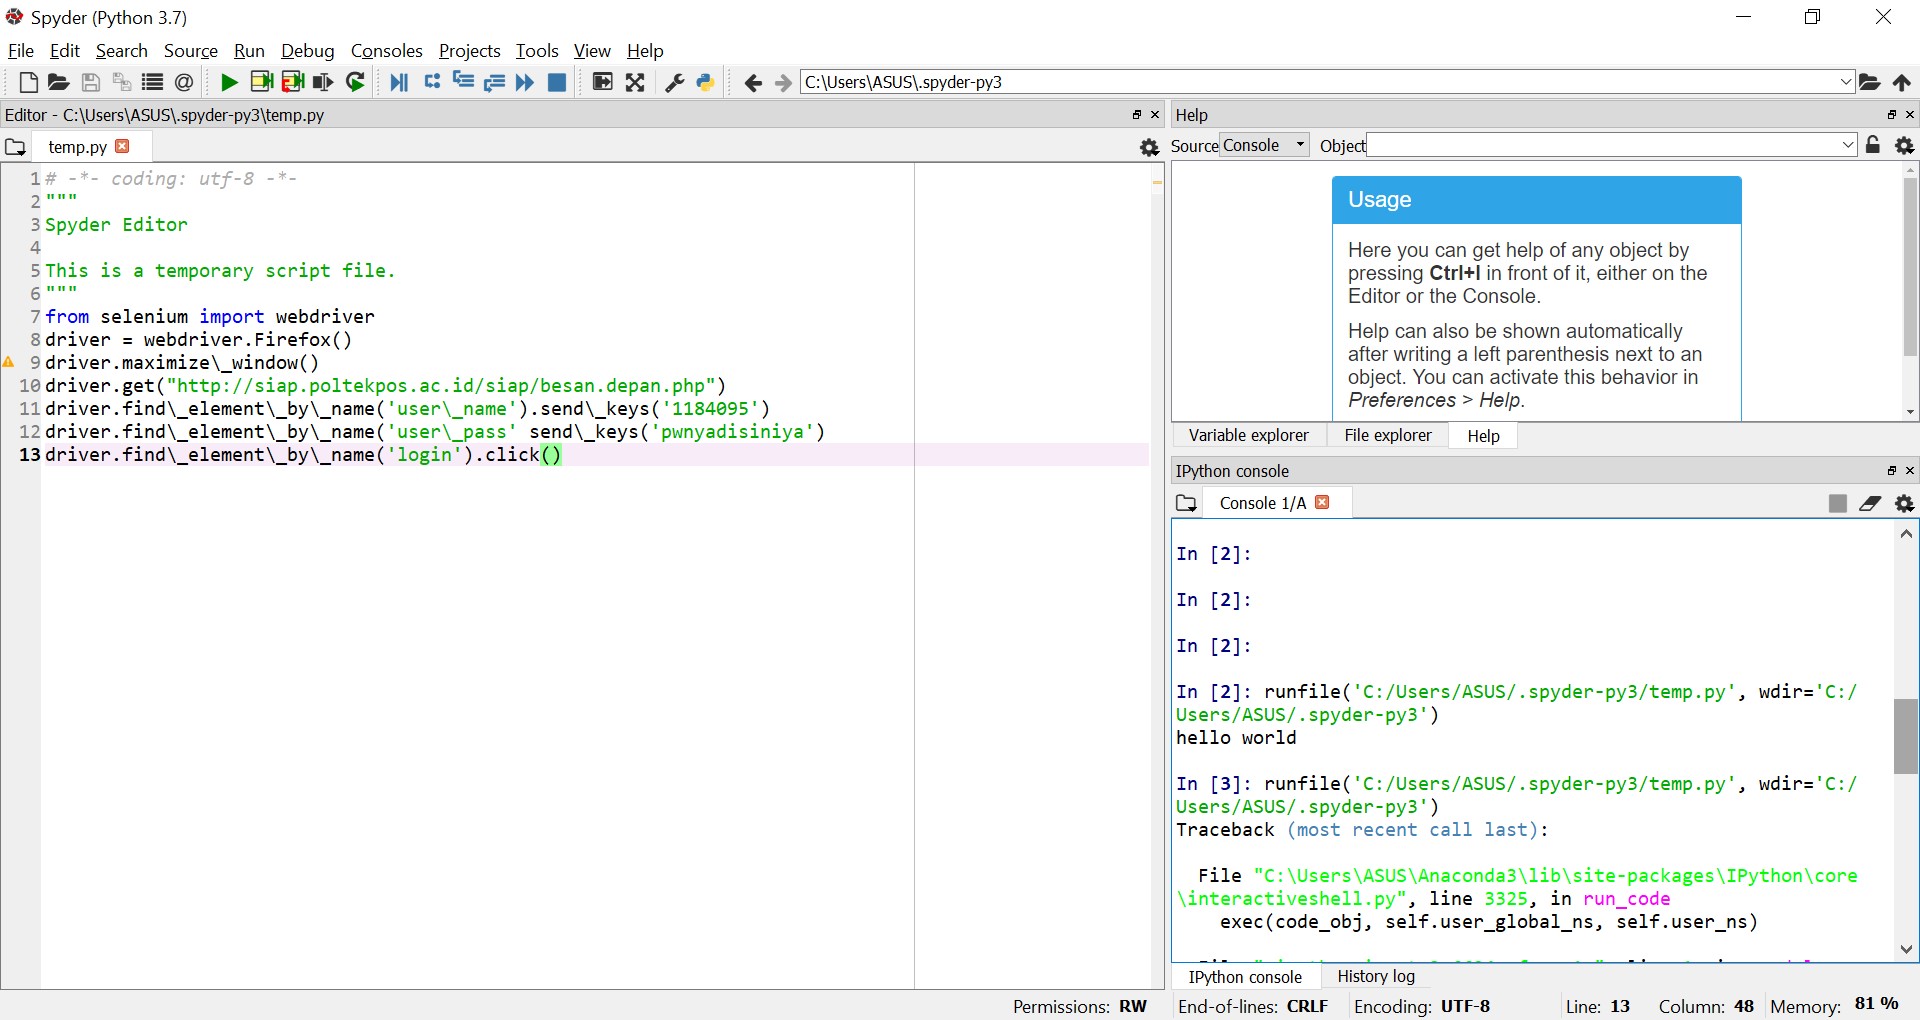 Spyder (Python 3.7)
File Edit Search Source Run Debug Consoles Projects Tools View Help
C:\Users\ASUS\.spyder-py3
Editor - C:\Users\ASUS\.spyder-py3\temp.py
temp.py
1 # -*- coding: utf-8 -*-
2 """
3 Spyder Editor
4
5 This is a temporary script file.
6 """
7 from selenium import webdriver
8 driver = webdriver.Firefox()
9 driver.maximize\_window()
10 driver.get("http://siap.poltekpos.ac.id/siap/besan.depan.php")
11 driver.find\_element\_by\_name('user\_name').send\_keys('1184095')
12 driver.find\_element\_by\_name('user\_pass' send\_keys('pwnyadisiniya')
13 driver.find\_element\_by\_name('login').click()
Help
Source Console Object
Usage
Here you can get help of any object by
pressing Ctrl+I in front of it, either on the
Editor or the Console.
Help can also be shown automatically
after writing a left parenthesis next to an
object. You can activate this behavior in
Preferences > Help.
Variable explorer File explorer Help
IPython console
Console 1/A
In [2]:
In [2]:
In [2]:
In [2]: runfile('C:/Users/ASUS/.spyder-py3/temp.py', wdir='C:/
Users/ASUS/.spyder-py3')
hello world
In [3]: runfile('C:/Users/ASUS/.spyder-py3/temp.py', wdir='C:/
Users/ASUS/.spyder-py3')
Traceback (most recent call last):
File "C:\Users\ASUS\Anaconda3\lib\site-packages\IPython\core
\interactiveshell.py", line 3325, in run_code
exec(code_obj, self.user_global_ns, self.user_ns)
IPython console History log
Permissions: RW End-of-lines: CRLF Encoding: UTF-8 Line: 13 Column: 48 Memory: 81 %